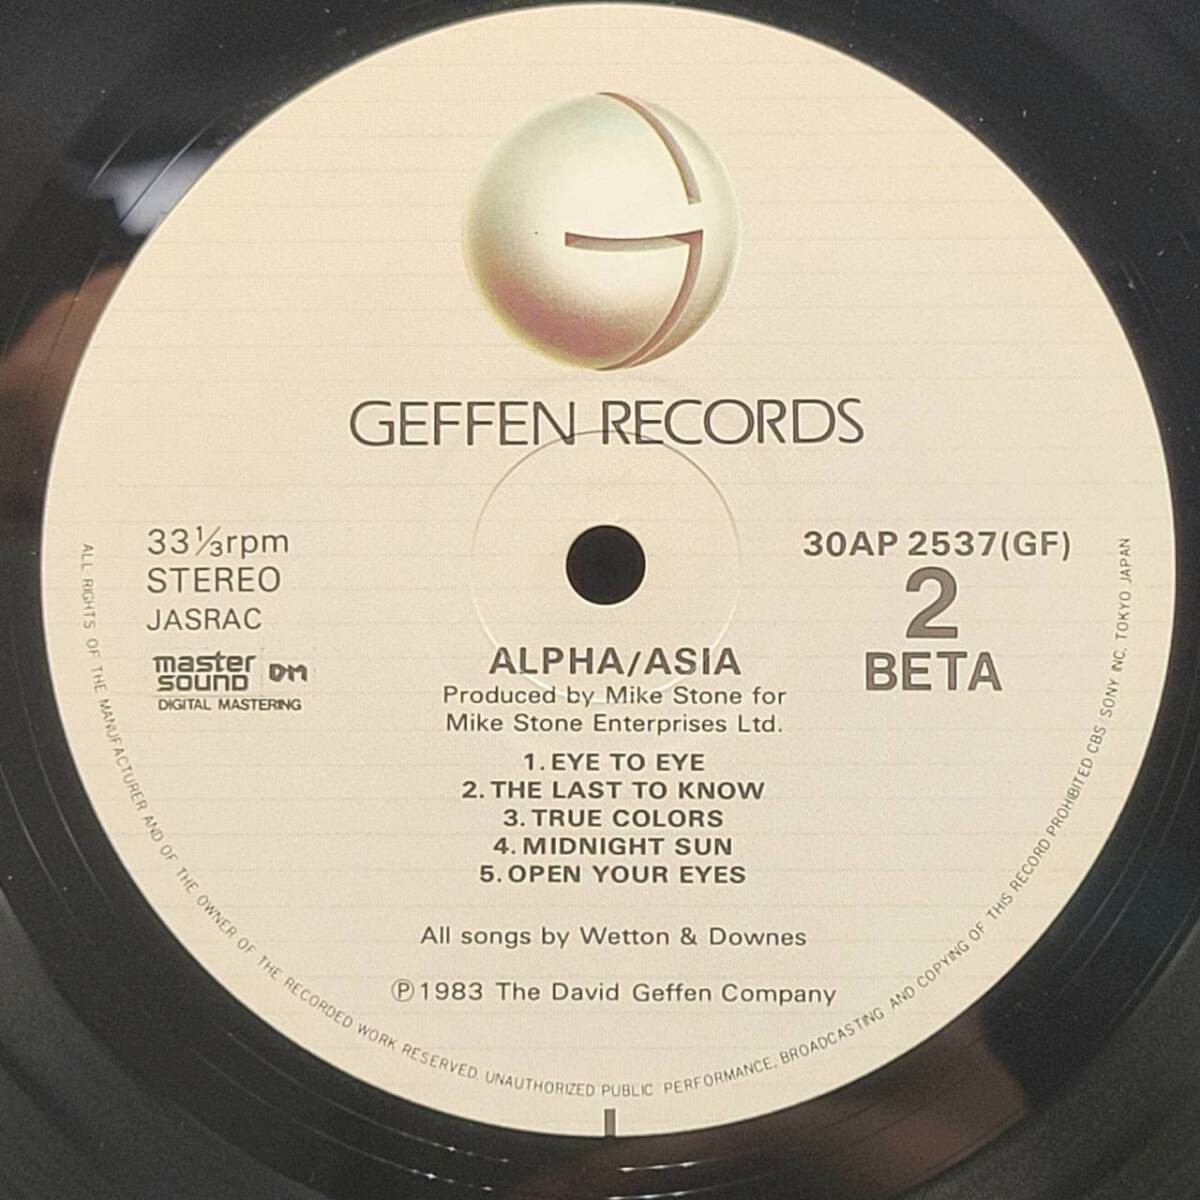 GEFFEN RECORDS
33⅓rpm
STEREO
JASRAC
master sound DM
DIGITAL MASTERING
30AP 2537(GF)
2
BETA
ALPHA/ASIA
Produced by Mike Stone for
Mike Stone Enterprises Ltd.
1. EYE TO EYE
2. THE LAST TO KNOW
3. TRUE COLORS
4. MIDNIGHT SUN
5. OPEN YOUR EYES
All songs by Wetton & Downes
Ⓟ1983 The David Geffen Company
ALL RIGHTS OF THE MANUFACTURER AND OF THE OWNER OF THE RECORDED WORK RESERVED. UNAUTHORIZED PUBLIC PERFORMANCE, BROADCASTING AND COPYING OF THIS RECORD PROHIBITED CBS/SONY INC. TOKYO JAPAN